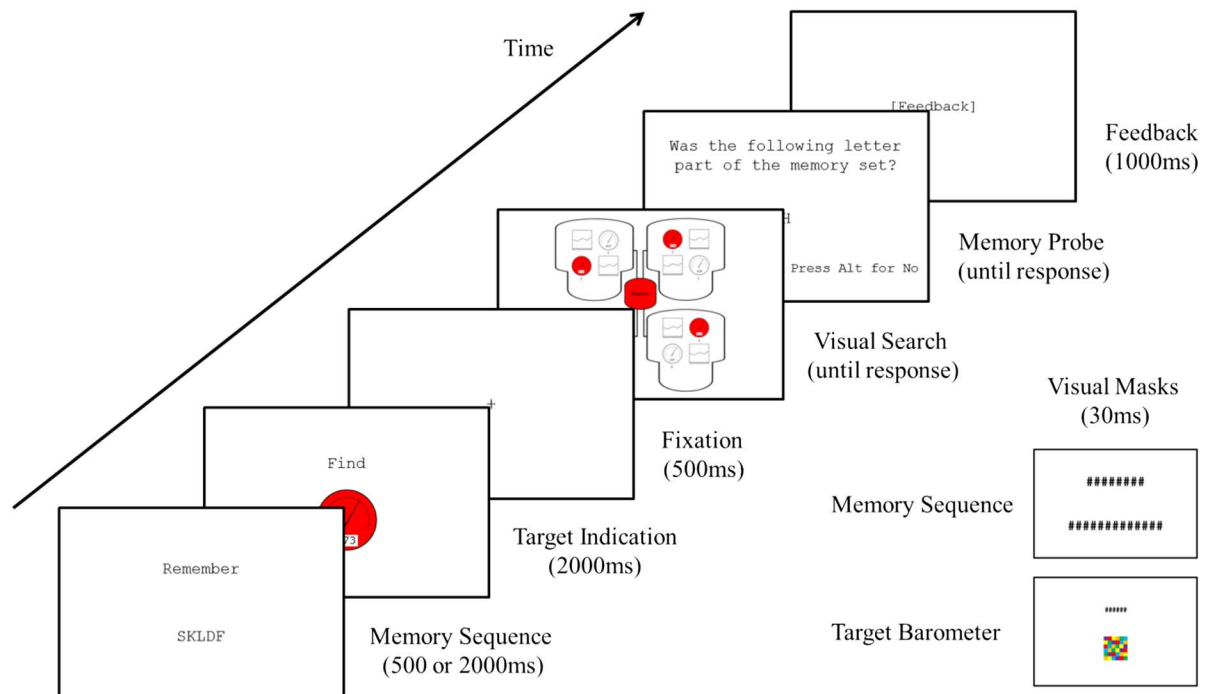 Time
[Feedback]
Feedback
(1000ms)
Was the following letter
part of the memory set?
H
Press Alt for No
Memory Probe
(until response)
Visual Search
(until response)
+
Fixation
(500ms)
Find
73
Target Indication
(2000ms)
Remember
SKLDF
Memory Sequence
(500 or 2000ms)
Visual Masks
(30ms)
Memory Sequence
########
#############
Target Barometer
######